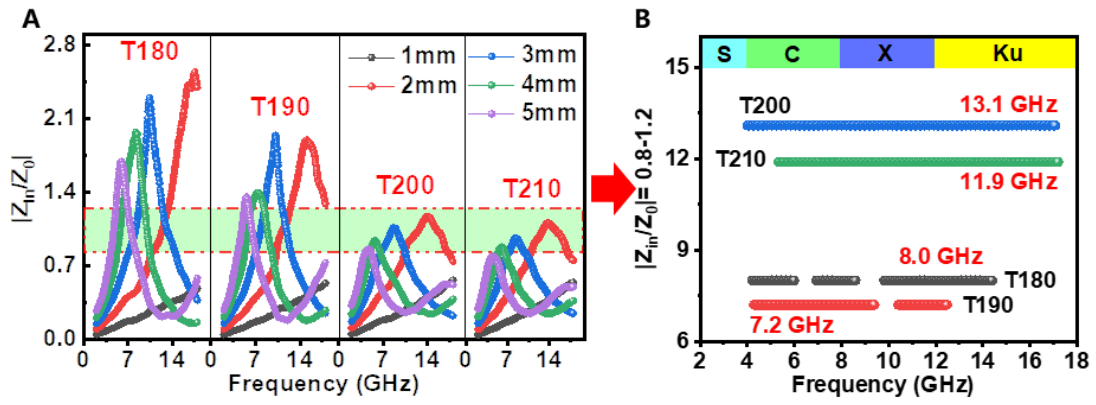 A
B
2.8
2.1
1.4
0.7
0.0
|Zin/Z0|
T180
T190
T200
T210
1mm
2mm
3mm
4mm
5mm
0 7 14 0 7 14 0 7 14 0 7 14
Frequency (GHz)
S C X Ku
15
12
9
6
|Zin/Z0|= 0.8-1.2
T200
13.1 GHz
T210
11.9 GHz
8.0 GHz
T180
T190
7.2 GHz
2 4 6 8 10 12 14 16 18
Frequency (GHz)